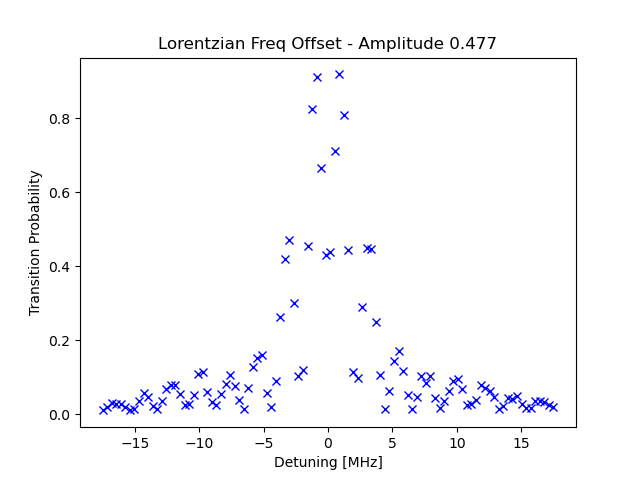 Lorentzian Freq Offset - Amplitude 0.477
Transition Probability
0.8
0.6
0.4
0.2
0.0
−15 −10 −5 0 5 10 15
Detuning [MHz]